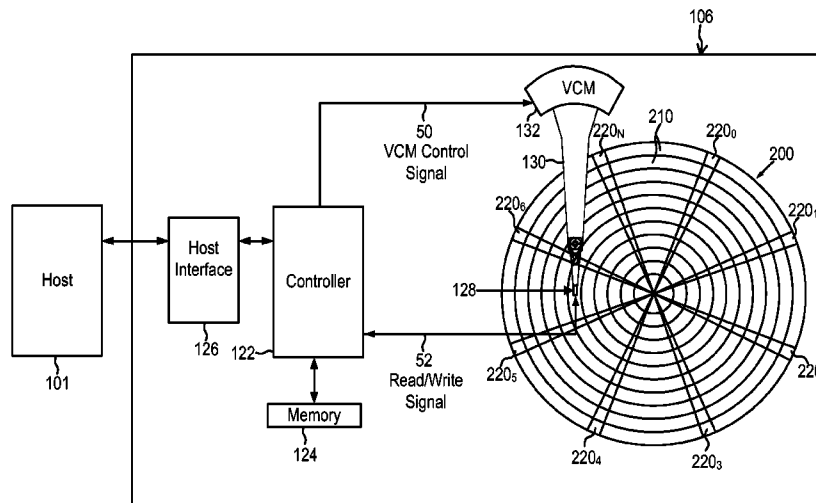 106
VCM
50
VCM Control
Signal
132
220N
210
220₀
200
130
220₆
220₁
Host
Host
Interface
Controller
128
126
122
52
Read/Write
Signal
101
220₅
220
Memory
124
220₄
220₃